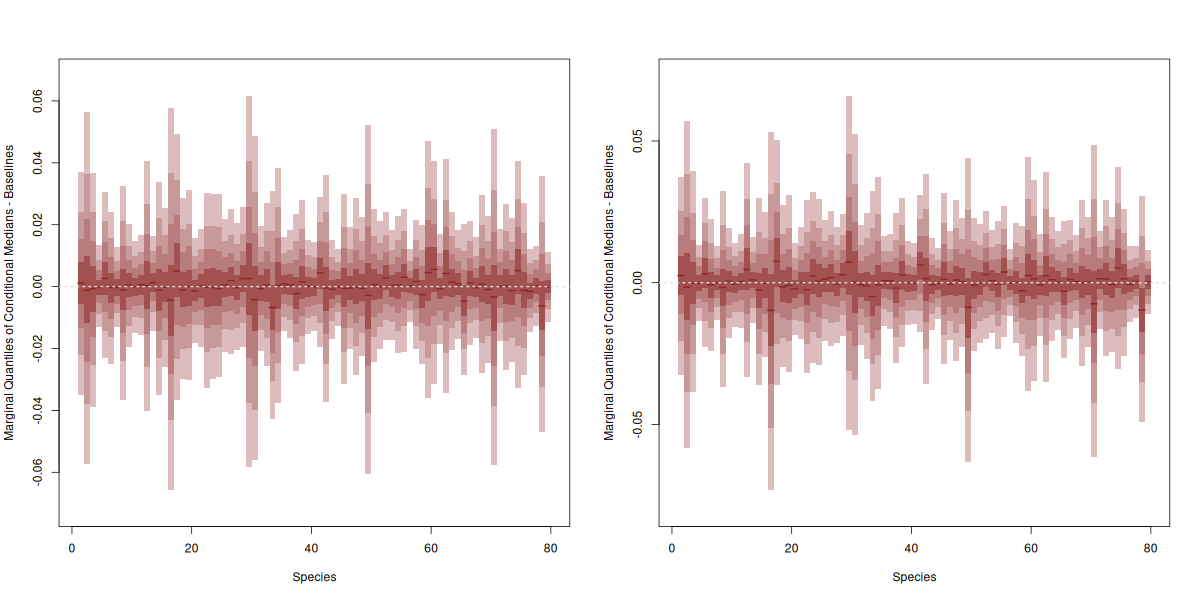 Marginal Quantiles of Conditional Medians - Baselines
0.06
0.04
0.02
0.00
-0.02
-0.04
-0.06
0 20 40 60 80
Species
Marginal Quantiles of Conditional Medians - Baselines
0.05
0.00
-0.05
0 20 40 60 80
Species